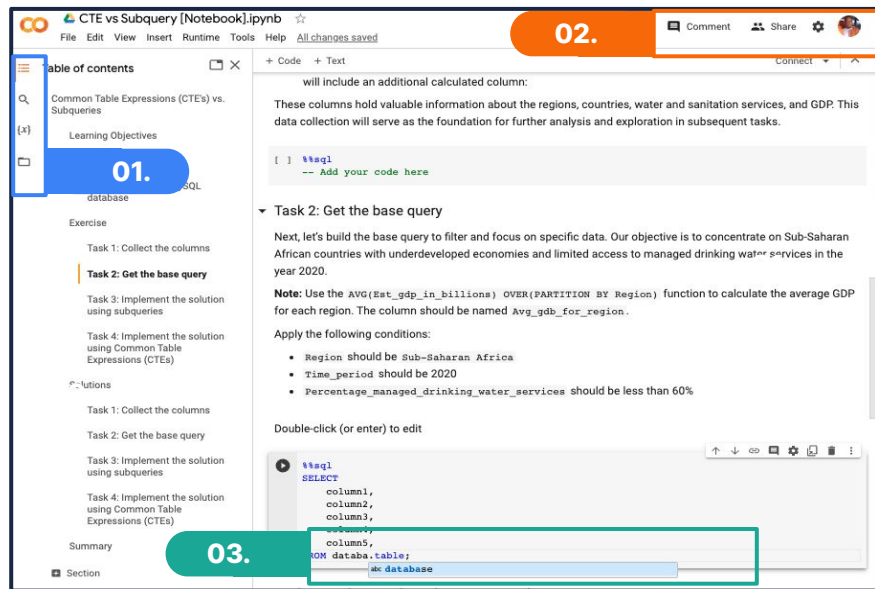 CO CTE vs Subquery [Notebook].ipynb
File Edit View Insert Runtime Tools Help All changes saved
02.
Comment Share
Table of contents
+ Code + Text
Connect
{x}
01.
Common Table Expressions (CTE's) vs.
Subqueries
Learning Objectives
SQL
database
Exercise
Task 1: Collect the columns
Task 2: Get the base query
Task 3: Implement the solution
using subqueries
Task 4: Implement the solution
using Common Table
Expressions (CTEs)
Solutions
Task 1: Collect the columns
Task 2: Get the base query
Task 3: Implement the solution
using subqueries
Task 4: Implement the solution
using Common Table
Expressions (CTEs)
Summary
Section
will include an additional calculated column:
These columns hold valuable information about the regions, countries, water and sanitation services, and GDP. This
data collection will serve as the foundation for further analysis and exploration in subsequent tasks.
[ ] %%sql
-- Add your code here
Task 2: Get the base query
Next, let's build the base query to filter and focus on specific data. Our objective is to concentrate on Sub-Saharan
African countries with underdeveloped economies and limited access to managed drinking water services in the
year 2020.
Note: Use the AVG(Est_gdp_in_billions) OVER(PARTITION BY Region) function to calculate the average GDP
for each region. The column should be named Avg_gdb_for_region.
Apply the following conditions:
• Region should be Sub-Saharan Africa
• Time_period should be 2020
• Percentage_managed_drinking_water_services should be less than 60%
Double-click (or enter) to edit
%%sql
SELECT
column1,
column2,
column3,
column4,
column5,
FROM databa.table;
abc database
03.